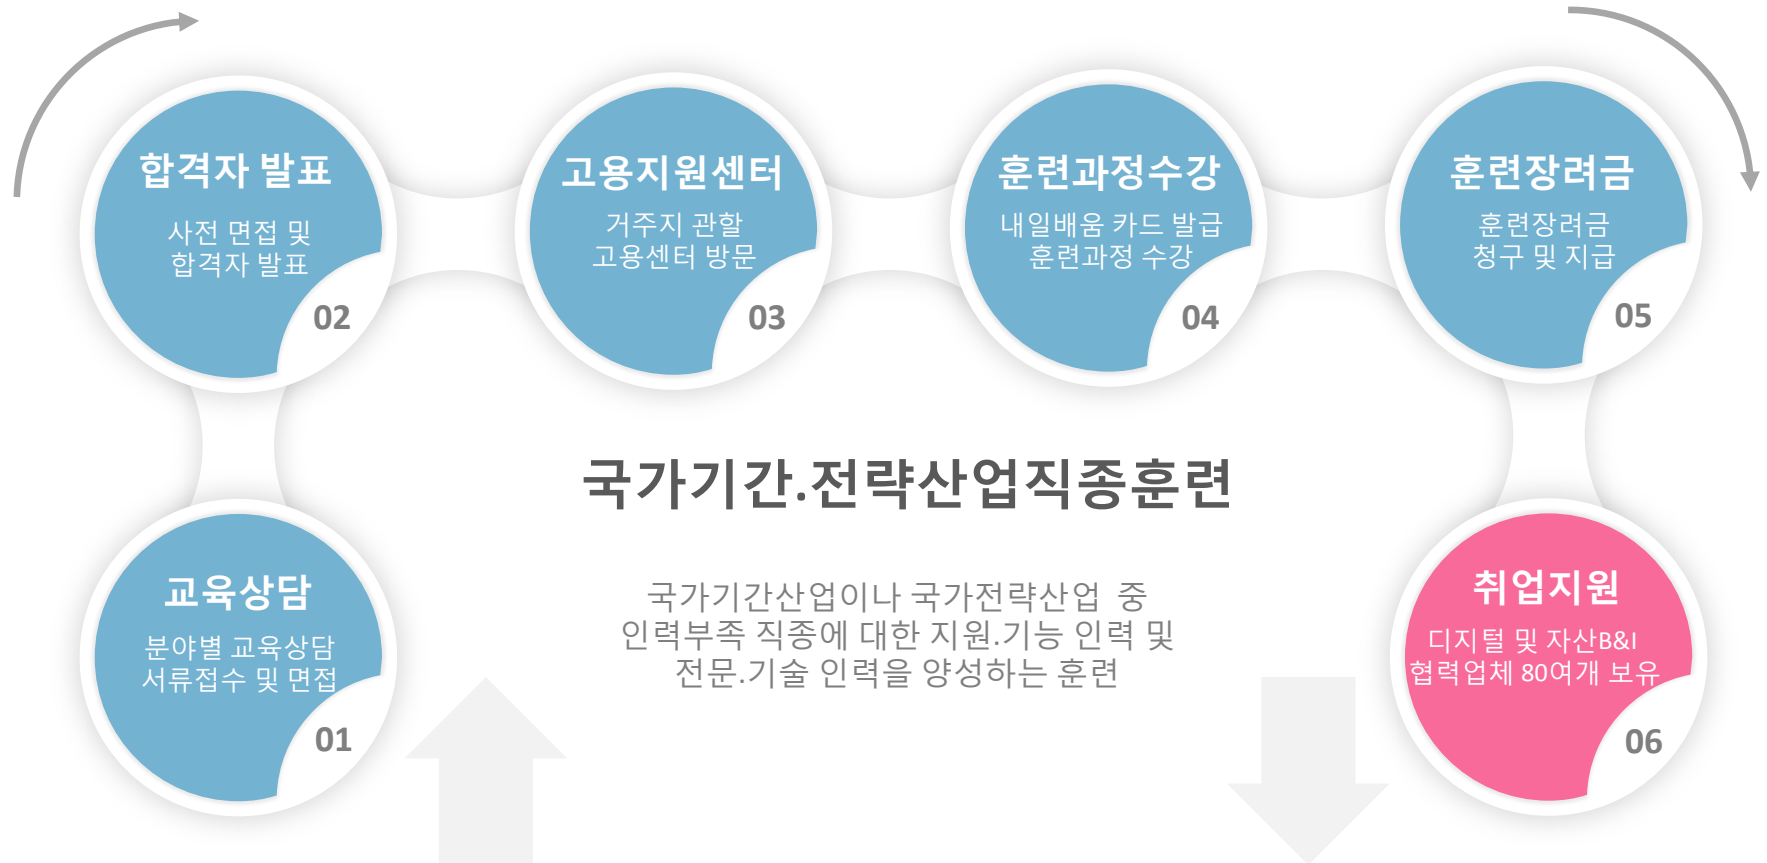 합격자 발표
사전 면접 및
합격자 발표
02
고용지원센터
거주지 관할
고용센터 방문
03
훈련과정수강
내일배움 카드 발급
훈련과정 수강
04
훈련장려금
훈련장려금
청구 및 지급
05
국가기간.전략산업직종훈련
국가기간산업이나 국가전략산업 중
인력부족 직종에 대한 지원.기능 인력 및
전문.기술 인력을 양성하는 훈련
교육상담
분야별 교육상담
서류접수 및 면접
01
취업지원
디지털 및 자산B&I
협력업체 80여개 보유
06